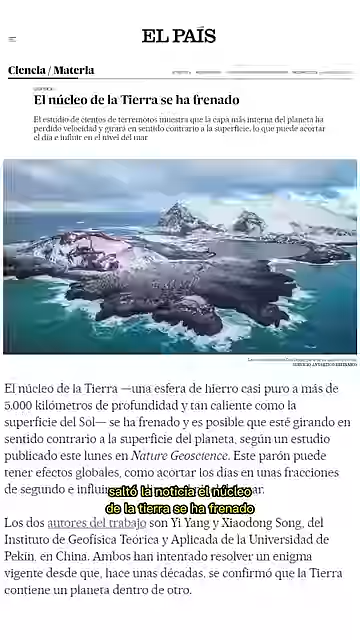 EL PAÍS
Ciencia / Materia
El núcleo de la Tierra se ha frenado
El estudio de cientos de terremotos muestra que la capa más interna del planeta ha
perdido velocidad y girará en sentido contrario a la superficie, lo que puede acortar
el día e influir en el nivel del mar
El núcleo de la Tierra —una esfera de hierro casi puro a más de
5.000 kilómetros de profundidad y tan caliente como la
superficie del Sol— se ha frenado y es posible que esté girando en
sentido contrario a la superficie del planeta, según un estudio
publicado este lunes en Nature Geoscience. Este parón puede
tener efectos globales, como acortar los días en unas fracciones
de segundo e influir mar.
saltó la noticia el núcleo
de la tierra se ha frenado
Los dos autores del trabajo son Yi Yang y Xiaodong Song, del
Instituto de Geofísica Teórica y Aplicada de la Universidad de
Pekín, en China. Ambos han intentado resolver un enigma
vigente desde que, hace unas décadas, se confirmó que la Tierra
contiene un planeta dentro de otro.